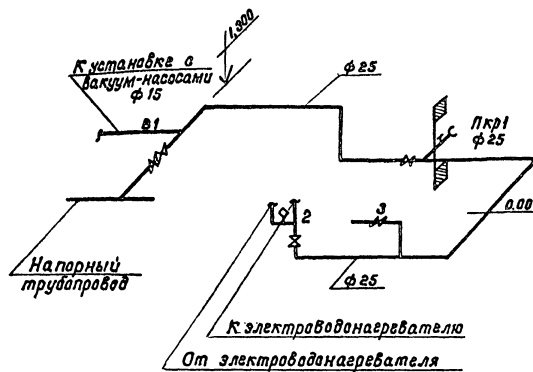 1,300
К установке с
вакуум-насосами
ф 15
В1
ф 25
Пкр1
ф 25
0.00
2
3
Напорный
трубопровод
ф 25
К электроводонагревателю
От электроводонагревателя